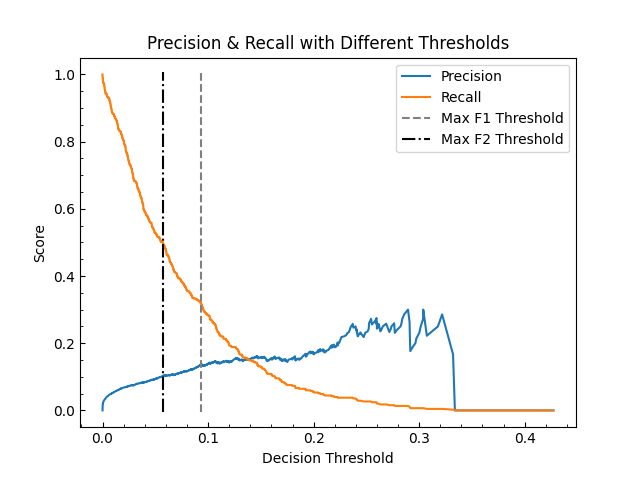 Precision & Recall with Different Thresholds
Precision
Recall
Max F1 Threshold
Max F2 Threshold
Score
1.0
0.8
0.6
0.4
0.2
0.0
0.0 0.1 0.2 0.3 0.4
Decision Threshold